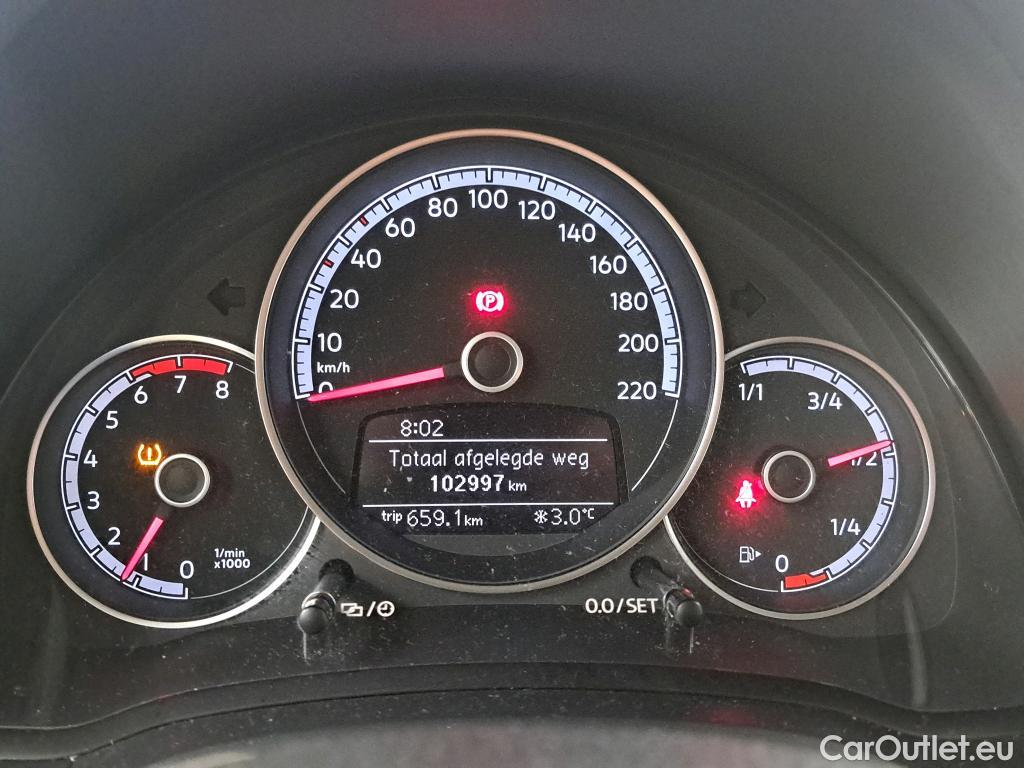 0
10
20
40
60
80
100
120
140
160
180
200
220
km/h
P
8:02
Totaal afgelegde weg
102997 km
trip 659.1 km
3.0°C
0
1
2
3
4
5
6
7
8
1/min
x1000
1/1
3/4
1/2
1/4
0
0.0/SET
CarOutlet.eu